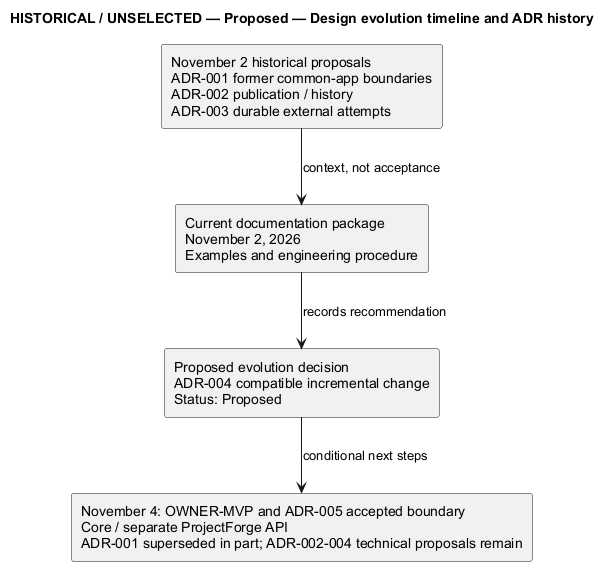 HISTORICAL / UNSELECTED — Proposed — Design evolution timeline and ADR history
November 2 historical proposals
ADR-001 former common-app boundaries
ADR-002 publication / history
ADR-003 durable external attempts
context, not acceptance
Current documentation package
November 2, 2026
Examples and engineering procedure
records recommendation
Proposed evolution decision
ADR-004 compatible incremental change
Status: Proposed
conditional next steps
November 4: OWNER-MVP and ADR-005 accepted boundary
Core / separate ProjectForge API
ADR-001 superseded in part; ADR-002-004 technical proposals remain